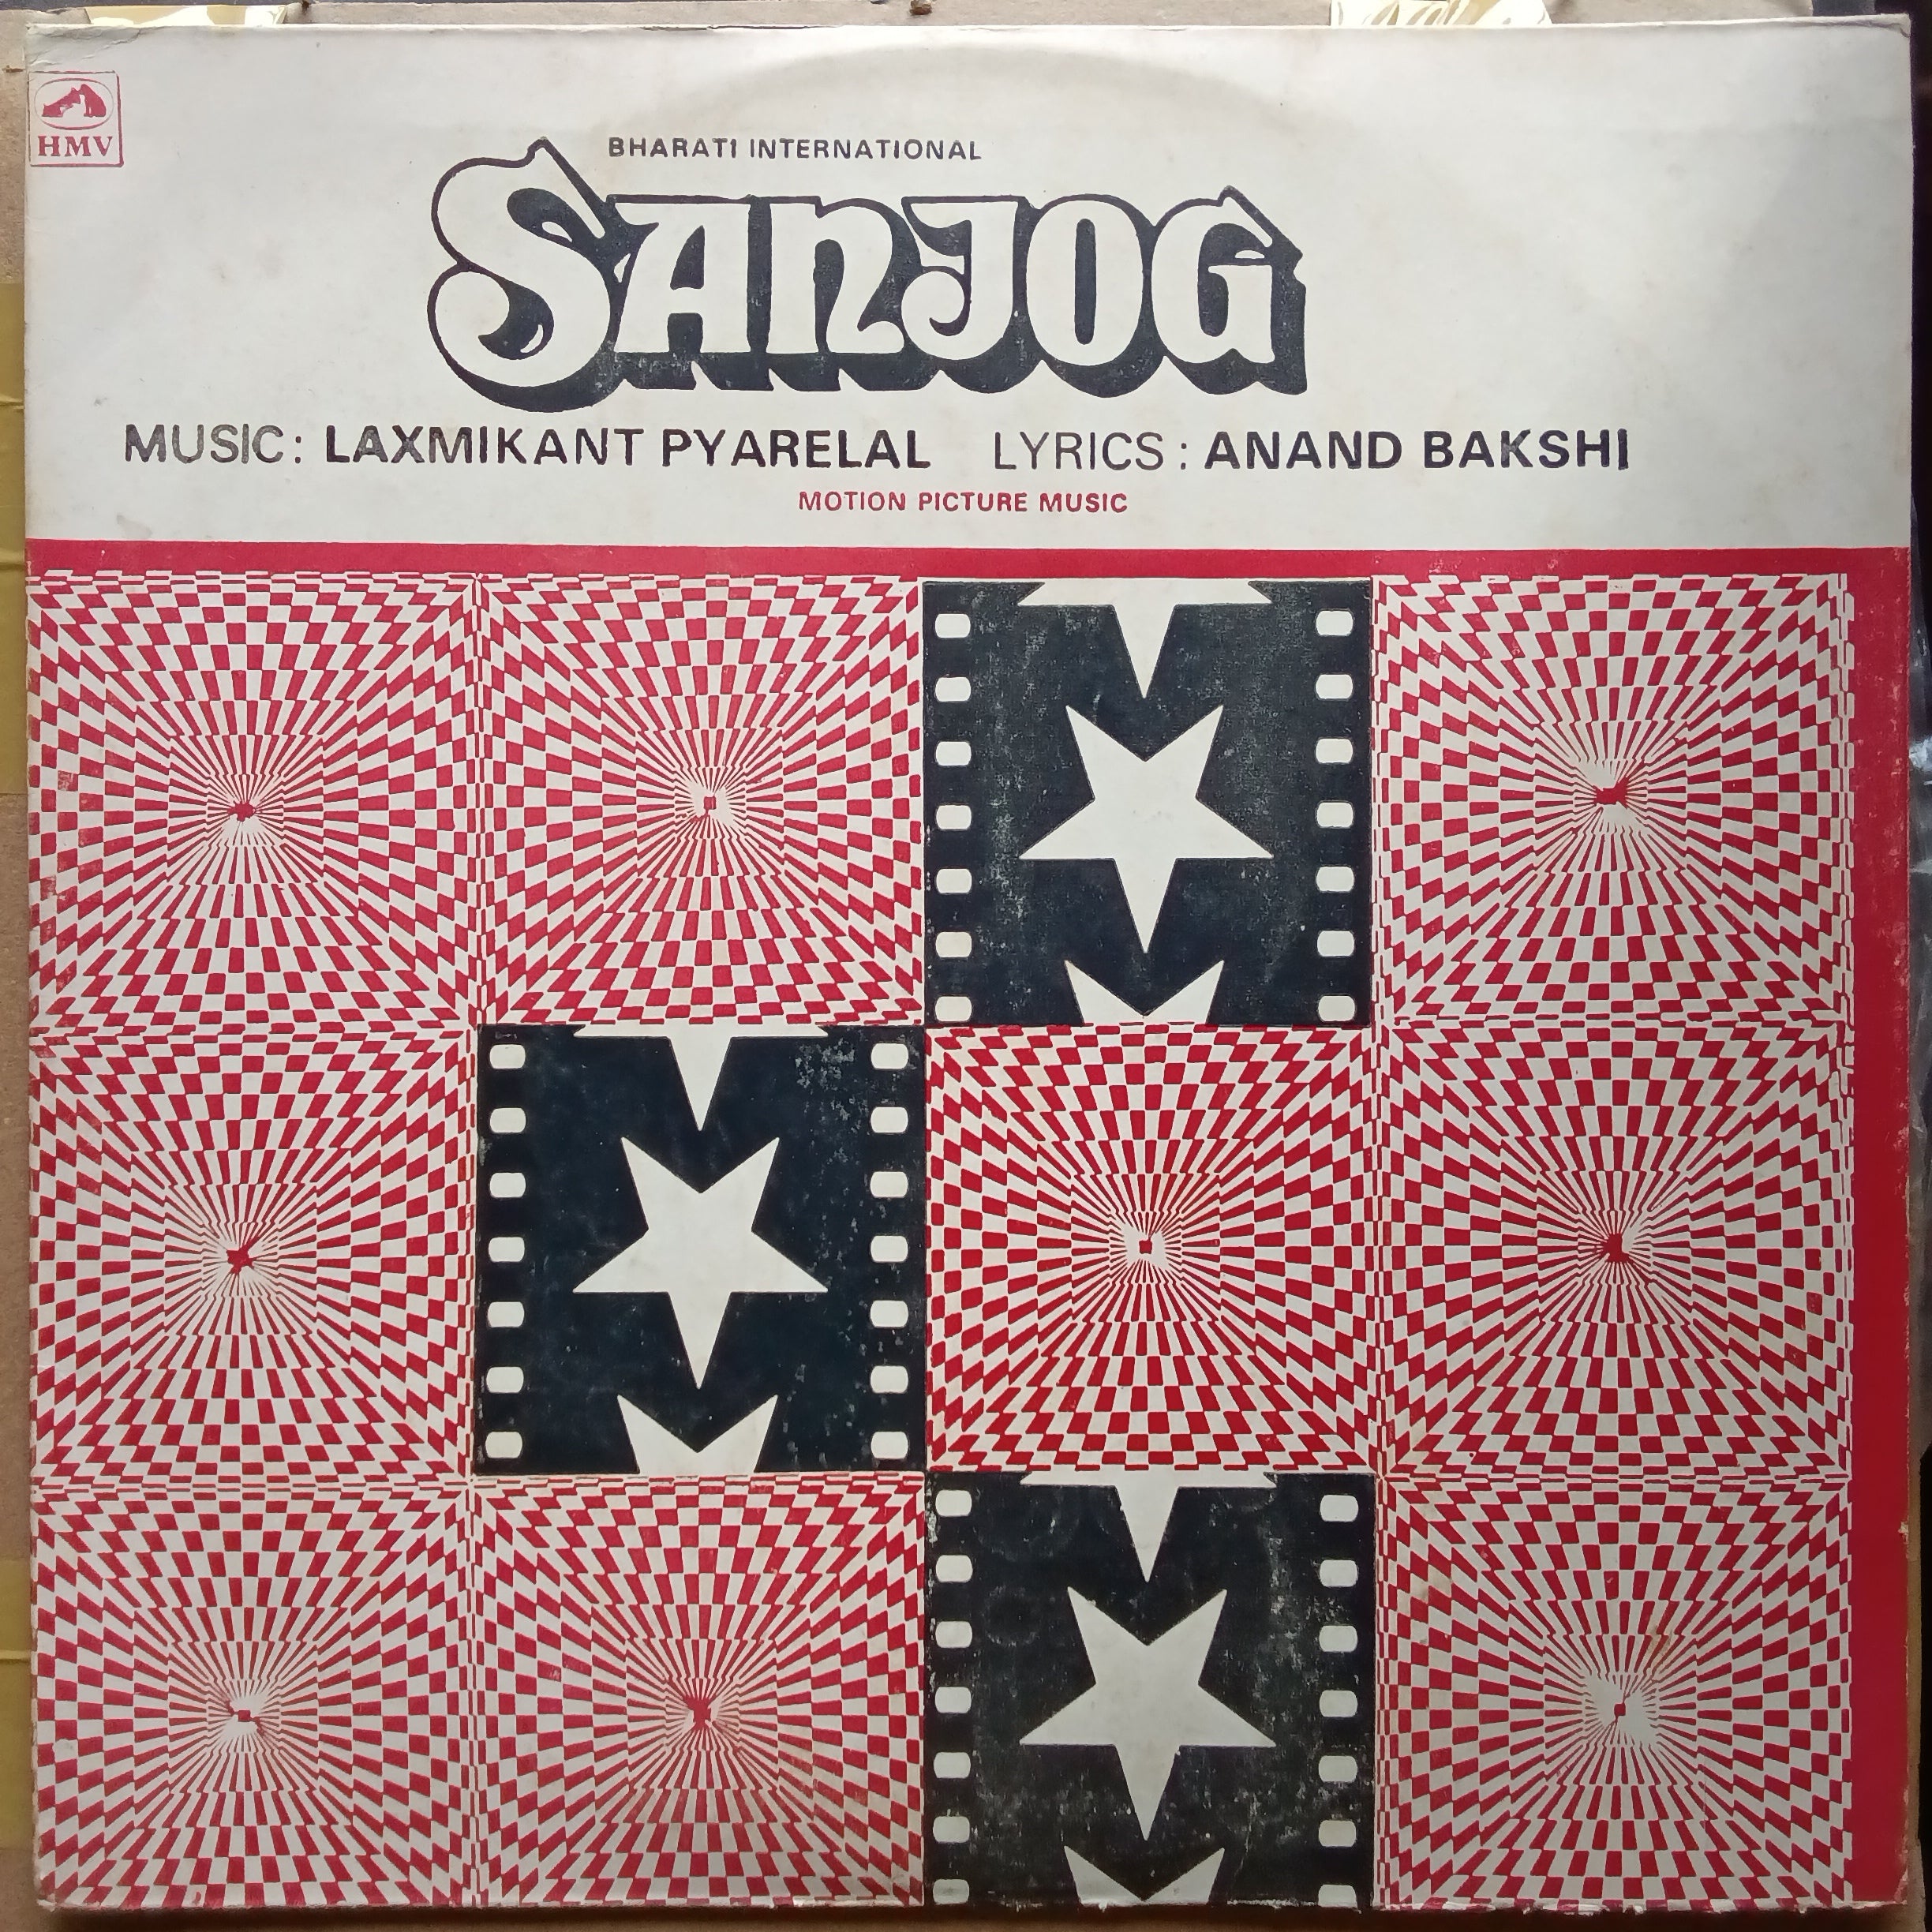 HMV
BHARATI INTERNATIONAL
SANJOG
MUSIC: LAXMIKANT PYARELAL LYRICS : ANAND BAKSHI
MOTION PICTURE MUSIC